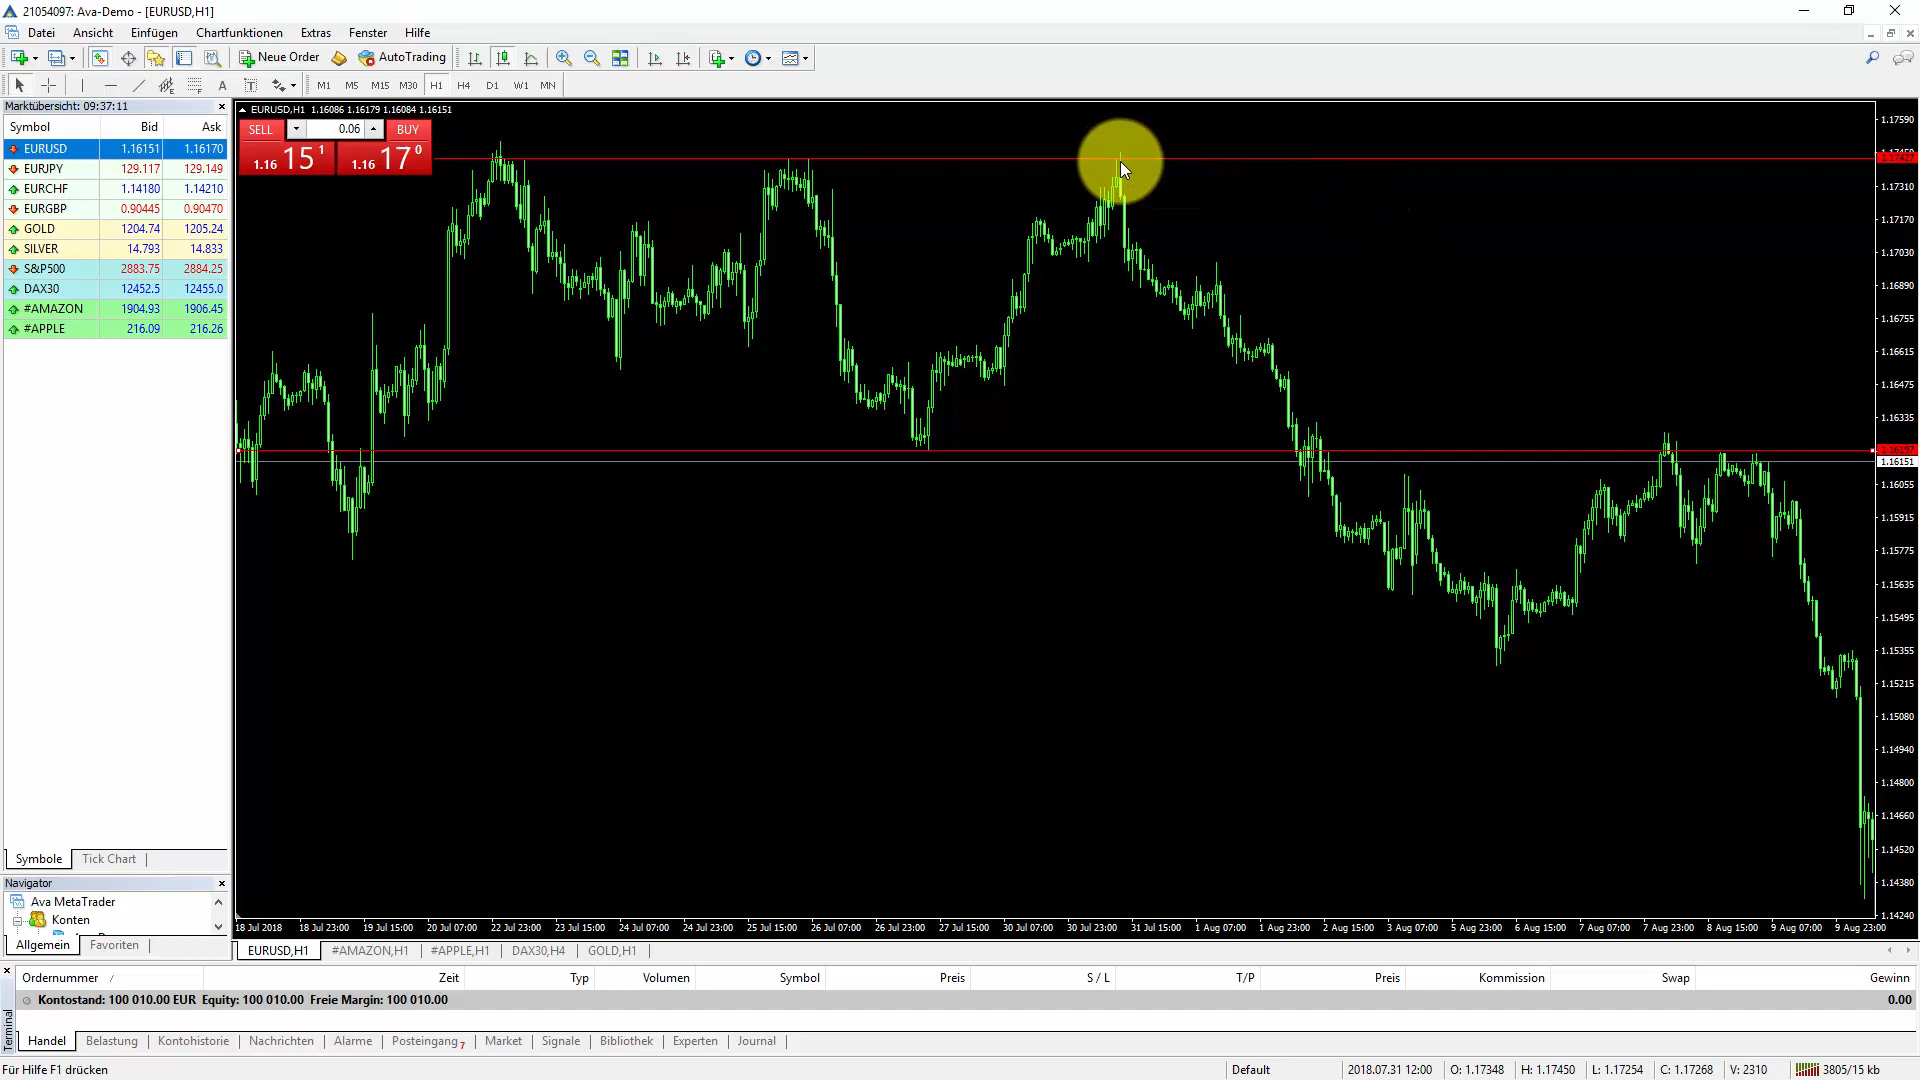 21054097: Ava-Demo - [EURUSD,H1]
Datei Ansicht Einfügen Chartfunktionen Extras Fenster Hilfe
Neue Order AutoTrading
A T M1 M5 M15 M30 H1 H4 D1 W1 MN
Marktübersicht: 09:37:11
Symbol Bid Ask
EURUSD 1.16151 1.16170
EURJPY 129.117 129.149
EURCHF 1.14180 1.14210
EURGBP 0.90445 0.90470
GOLD 1204.74 1205.24
SILVER 14.793 14.833
S&P500 2883.75 2884.25
DAX30 12452.5 12455.0
#AMAZON 1904.93 1906.45
#APPLE 216.09 216.26
Symbole Tick Chart
Navigator
Ava MetaTrader
Konten
Allgemein Favoriten
EURUSD,H1 1.16086 1.16179 1.16084 1.16151
SELL 0.06 BUY
1.16 15 1 1.16 17 0
1.17590
1.17427
1.17310
1.17170
1.17030
1.16890
1.16755
1.16615
1.16475
1.16335
1.16197
1.16151
1.16055
1.15915
1.15775
1.15635
1.15495
1.15355
1.15215
1.15080
1.14940
1.14800
1.14660
1.14520
1.14380
1.14240
18 Jul 2018 18 Jul 23:00 19 Jul 15:00 20 Jul 07:00 22 Jul 23:00 23 Jul 15:00 24 Jul 07:00 24 Jul 23:00 25 Jul 15:00 26 Jul 07:00 26 Jul 23:00 27 Jul 15:00 30 Jul 07:00 30 Jul 23:00 31 Jul 15:00 1 Aug 07:00 1 Aug 23:00 2 Aug 15:00 3 Aug 07:00 5 Aug 23:00 6 Aug 15:00 7 Aug 07:00 7 Aug 23:00 8 Aug 15:00 9 Aug 07:00 9 Aug 23:00
EURUSD,H1 #AMAZON,H1 #APPLE,H1 DAX30,H4 GOLD,H1
Ordernummer / Zeit Typ Volumen Symbol Preis S / L T/P Preis Kommission Swap Gewinn
Kontostand: 100 010.00 EUR Equity: 100 010.00 Freie Margin: 100 010.00 0.00
Terminal
Handel Belastung Kontohistorie Nachrichten Alarme Posteingang 7 Market Signale Bibliothek Experten Journal
Für Hilfe F1 drücken Default 2018.07.31 12:00 O: 1.17348 H: 1.17450 L: 1.17254 C: 1.17268 V: 2310 3805/15 kb